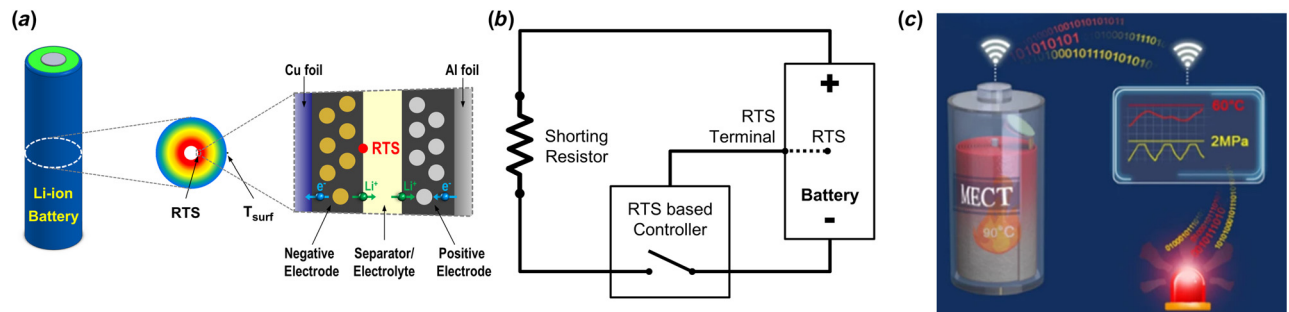 (a)
Cu foil
Al foil
RTS
e-
Li+
Li+
e-
Li-ion
Battery
RTS
Tsurf
Negative
Electrode
Separator/
Electrolyte
Positive
Electrode
(b)
Shorting
Resistor
RTS
Terminal
RTS
+
Battery
-
RTS based
Controller
(c)
60°C
2MPa
MECT
90°C